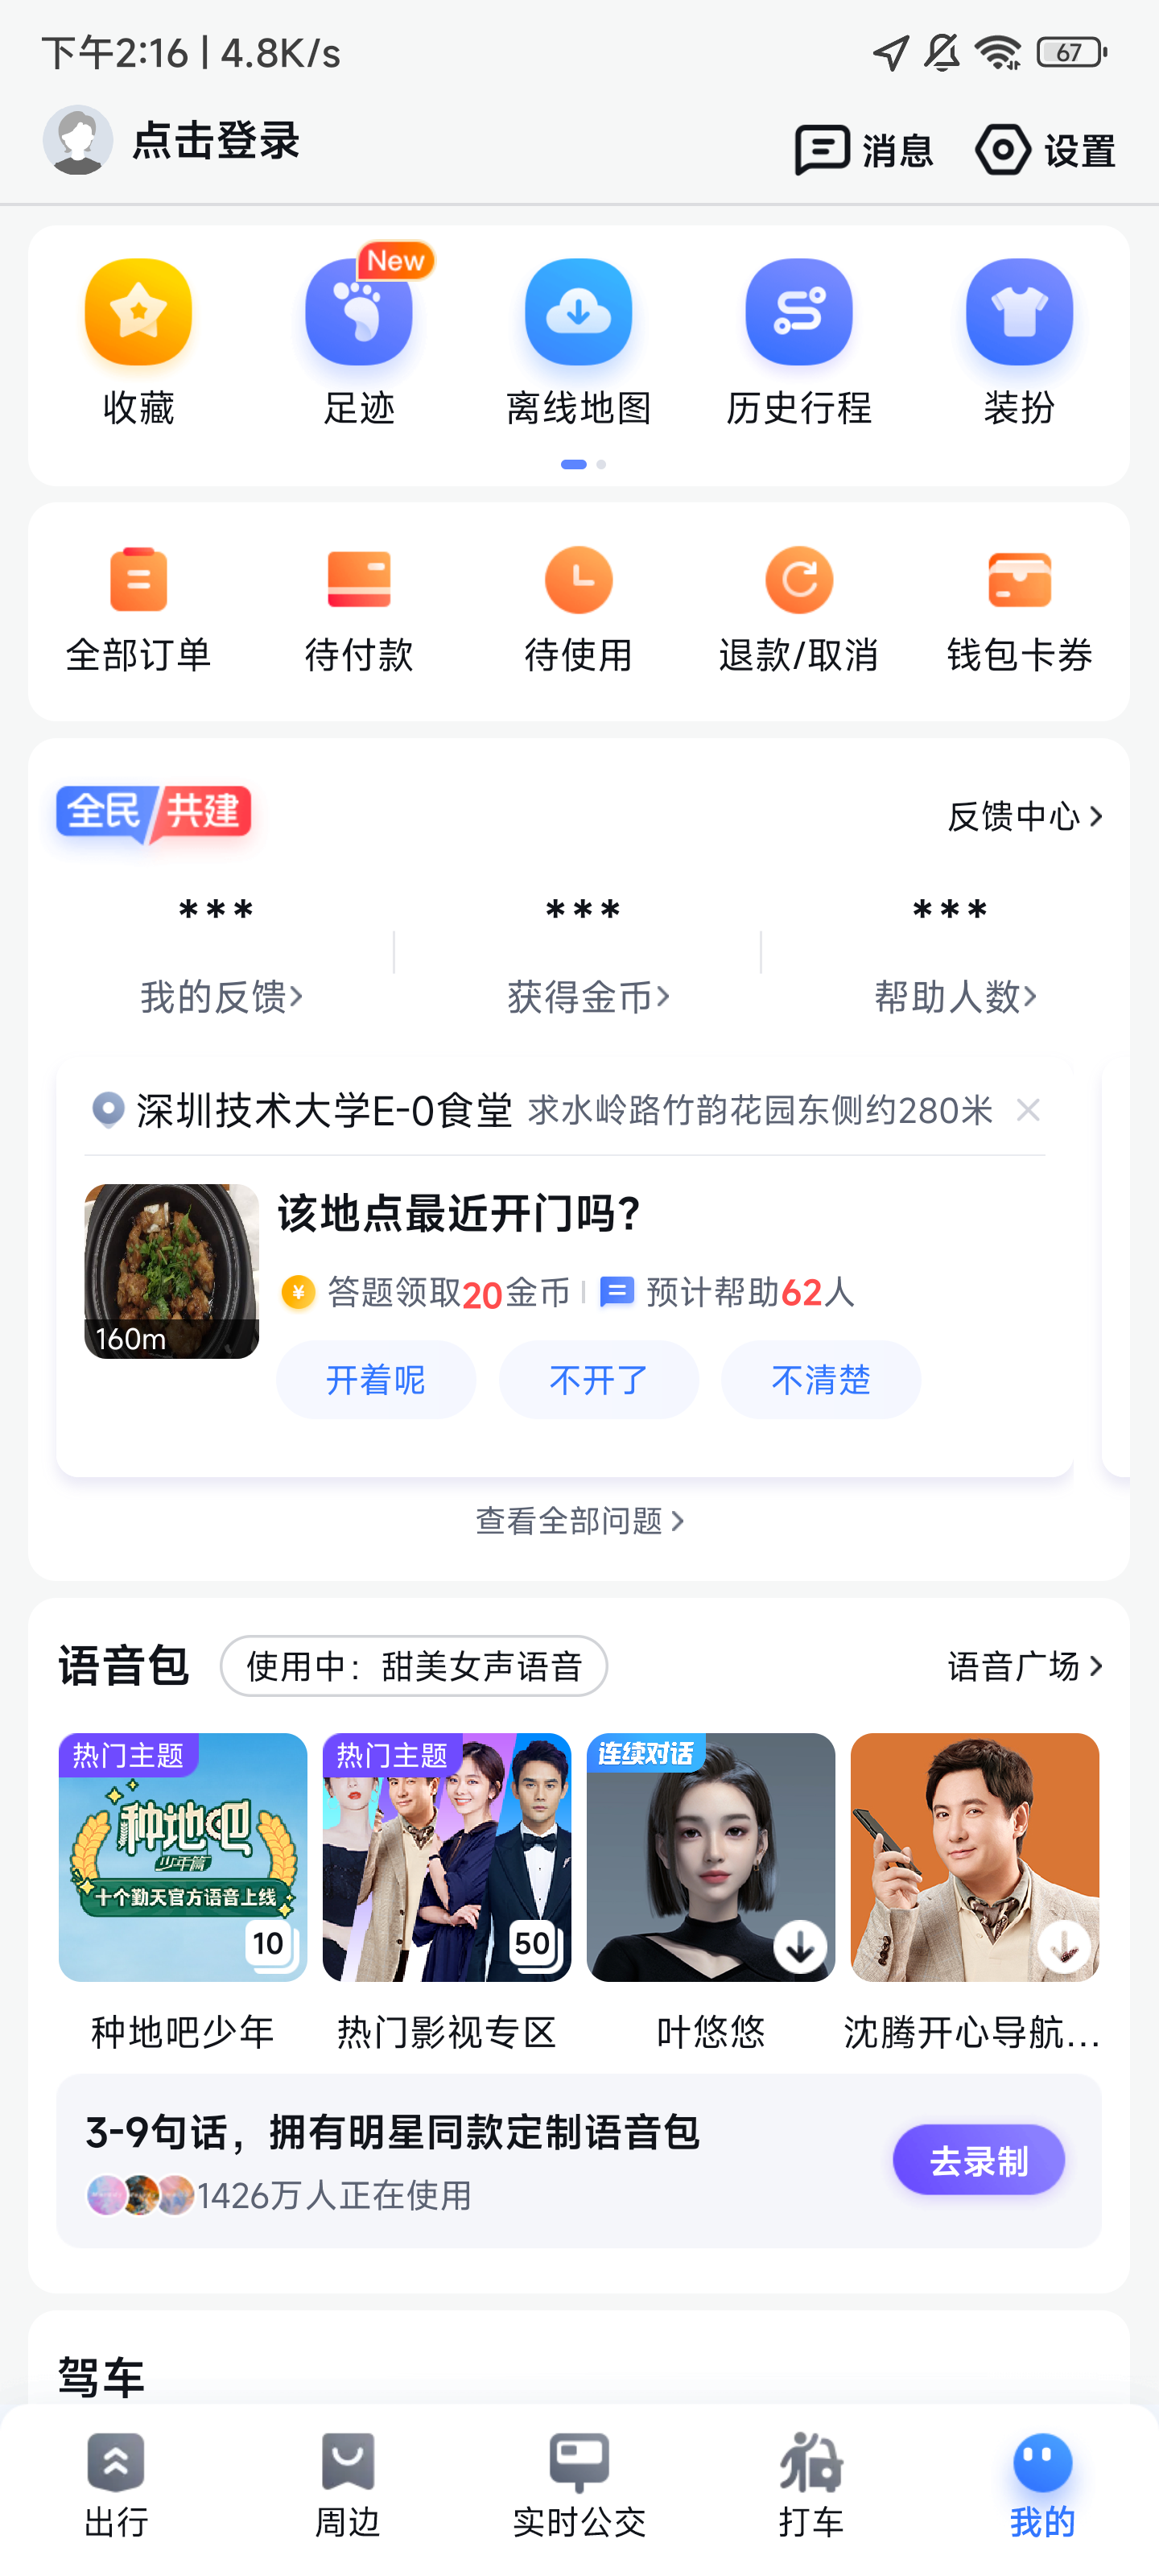 下午2:16 | 4.8K/s
67
点击登录
消息
设置
New
收藏
足迹
离线地图
历史行程
装扮
全部订单
待付款
待使用
退款/取消
钱包卡券
全民共建
反馈中心
***
***
***
我的反馈
获得金币
帮助人数
深圳技术大学E-0食堂 求水岭路竹韵花园东侧约280米
该地点最近开门吗?
答题领取20金币
预计帮助62人
160m
开着呢
不开了
不清楚
查看全部问题
语音包
使用中：甜美女声语音
语音广场
热门主题
种地吧
少年篇
十个勤天官方语音上线
10
热门主题
50
连续对话
种地吧少年
热门影视专区
叶悠悠
沈腾开心导航...
3-9句话，拥有明星同款定制语音包
1426万人正在使用
去录制
驾车
出行
周边
实时公交
打车
我的